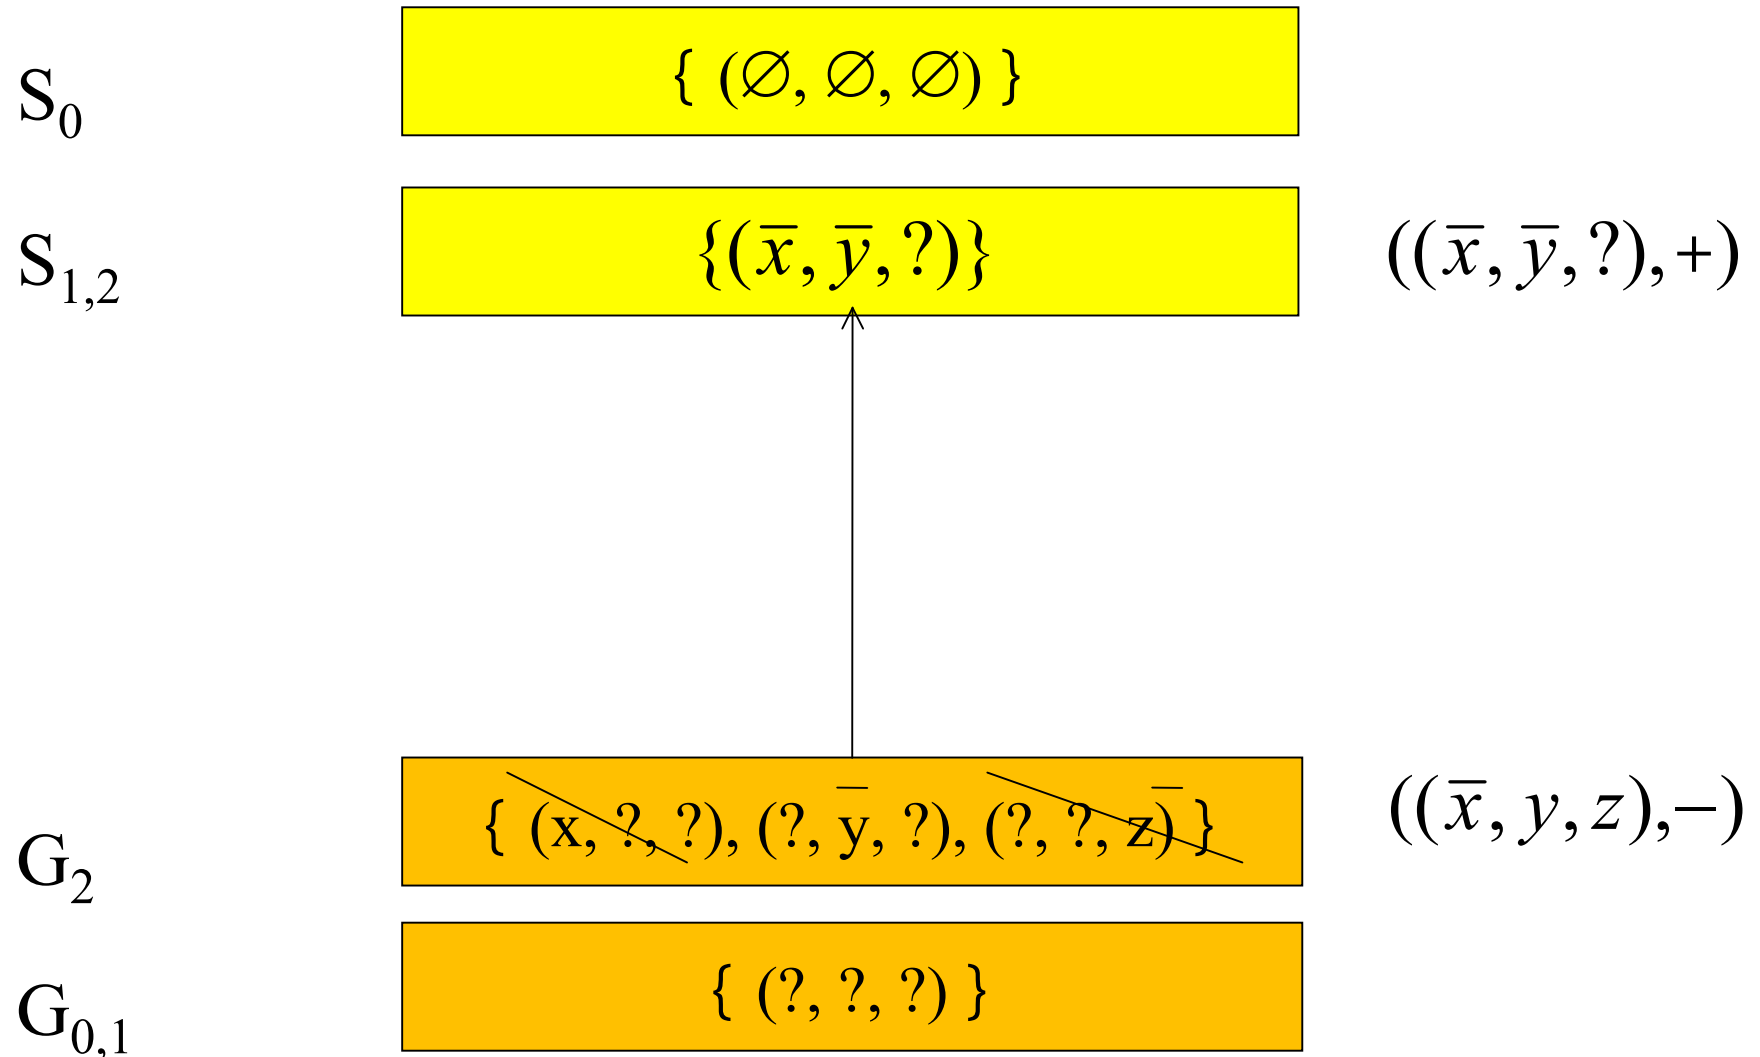 S₀ { (∅, ∅, ∅) }
S₁,₂ {(x̅, y̅, ?)} ((x̅, y̅, ?), +)
G₂ { (x, ?, ?), (?, y̅, ?), (?, ?, z̅) } ((x̅, y, z), −)
G₀,₁ { (?, ?, ?) }